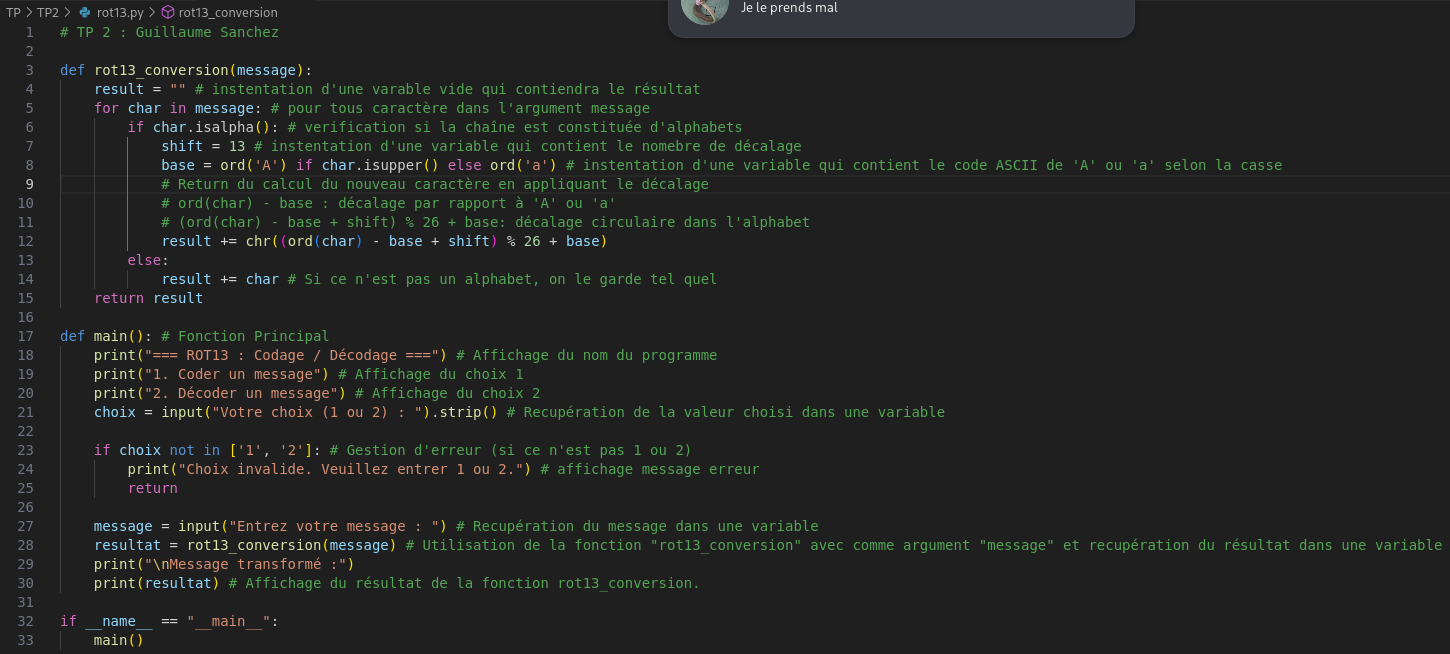 TP > TP2 > rot13.py > rot13_conversion
Je le prends mal
1 # TP 2 : Guillaume Sanchez
2
3 def rot13_conversion(message):
4 result = "" # instentation d'une varable vide qui contiendra le résultat
5 for char in message: # pour tous caractère dans l'argument message
6 if char.isalpha(): # verification si la chaîne est constituée d'alphabets
7 shift = 13 # instentation d'une variable qui contient le nomebre de décalage
8 base = ord('A') if char.isupper() else ord('a') # instentation d'une variable qui contient le code ASCII de 'A' ou 'a' selon la casse
9 # Return du calcul du nouveau caractère en appliquant le décalage
10 # ord(char) - base : décalage par rapport à 'A' ou 'a'
11 # (ord(char) - base + shift) % 26 + base: décalage circulaire dans l'alphabet
12 result += chr((ord(char) - base + shift) % 26 + base)
13 else:
14 result += char # Si ce n'est pas un alphabet, on le garde tel quel
15 return result
16
17 def main(): # Fonction Principal
18 print("=== ROT13 : Codage / Décodage ===") # Affichage du nom du programme
19 print("1. Coder un message") # Affichage du choix 1
20 print("2. Décoder un message") # Affichage du choix 2
21 choix = input("Votre choix (1 ou 2) : ").strip() # Recupération de la valeur choisi dans une variable
22
23 if choix not in ['1', '2']: # Gestion d'erreur (si ce n'est pas 1 ou 2)
24 print("Choix invalide. Veuillez entrer 1 ou 2.") # affichage message erreur
25 return
26
27 message = input("Entrez votre message : ") # Recupération du message dans une variable
28 resultat = rot13_conversion(message) # Utilisation de la fonction "rot13_conversion" avec comme argument "message" et recupération du résultat dans une variable
29 print("\nMessage transformé :")
30 print(resultat) # Affichage du résultat de la fonction rot13_conversion.
31
32 if __name__ == "__main__":
33 main()